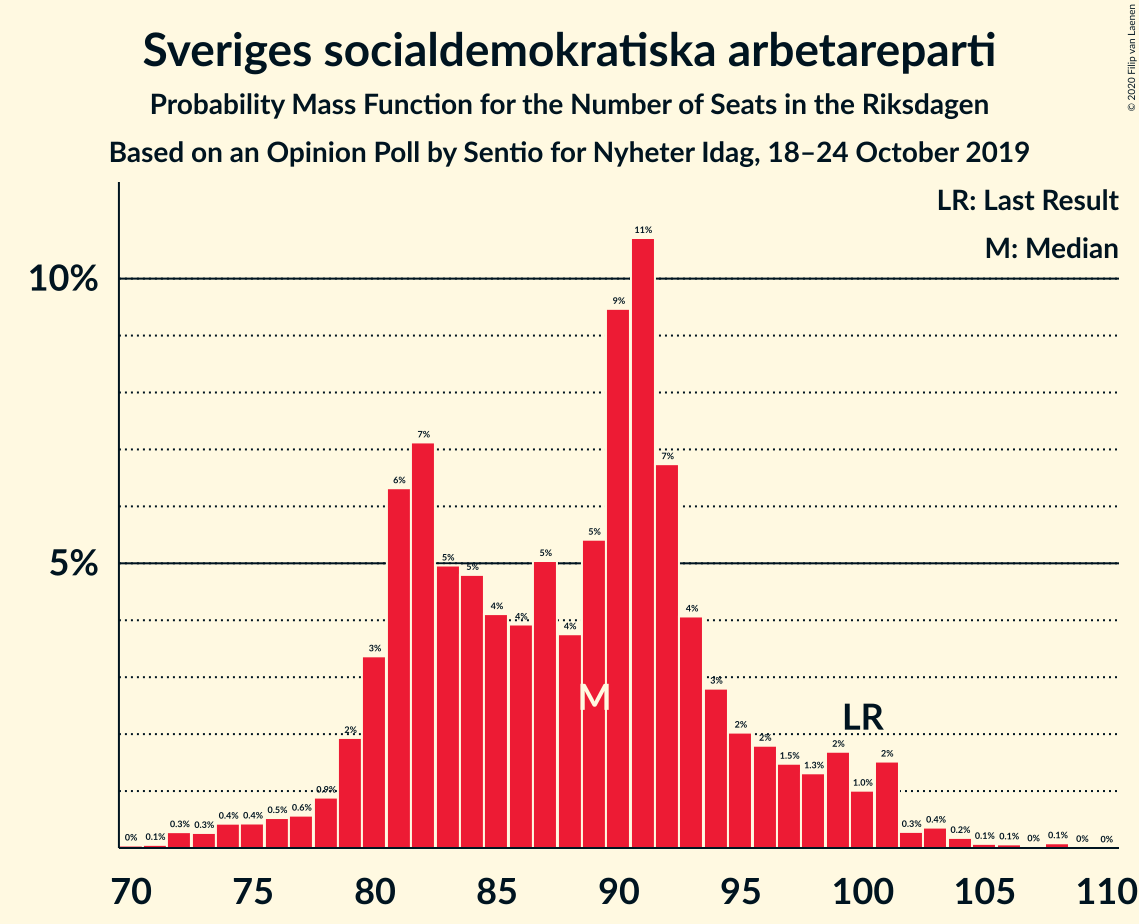 Sveriges socialdemokratiska arbetareparti
Probability Mass Function for the Number of Seats in the Riksdagen
Based on an Opinion Poll by Sentio for Nyheter Idag, 18–24 October 2019
© 2020 Filip van Laenen
LR: Last Result
M: Median
10%
5%
0% 0.1% 0.3% 0.3% 0.4% 0.4% 0.5% 0.6% 0.9% 2% 3% 6% 7% 5% 5% 4% 4% 5% 4% 5% 9% 11% 7% 4% 3% 2% 2% 1.5% 1.3% 2% 1.0% 2% 0.3% 0.4% 0.2% 0.1% 0.1% 0% 0.1% 0% 0%
M
LR
70 75 80 85 90 95 100 105 110